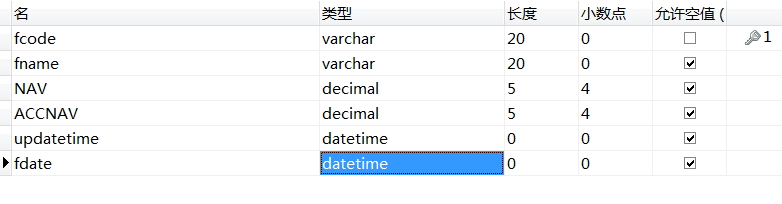 名 类型 长度 小数点 允许空值 (
fcode varchar 20 0 1
fname varchar 20 0
NAV decimal 5 4
ACCNAV decimal 5 4
updatetime datetime 0 0
fdate datetime 0 0